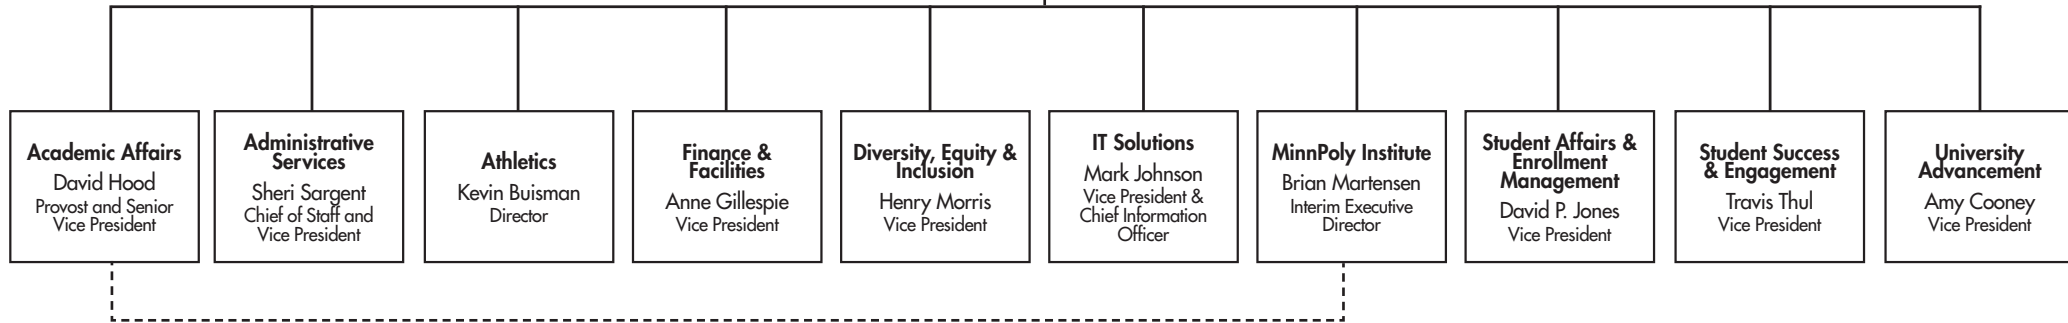 Academic Affairs
David Hood
Provost and Senior
Vice President
Administrative
Services
Sheri Sargent
Chief of Staff and
Vice President
Athletics
Kevin Buisman
Director
Finance &
Facilities
Anne Gillespie
Vice President
Diversity, Equity &
Inclusion
Henry Morris
Vice President
IT Solutions
Mark Johnson
Vice President &
Chief Information
Officer
MinnPoly Institute
Brian Martensen
Interim Executive
Director
Student Affairs &
Enrollment
Management
David P. Jones
Vice President
Student Success
& Engagement
Travis Thul
Vice President
University
Advancement
Amy Cooney
Vice President